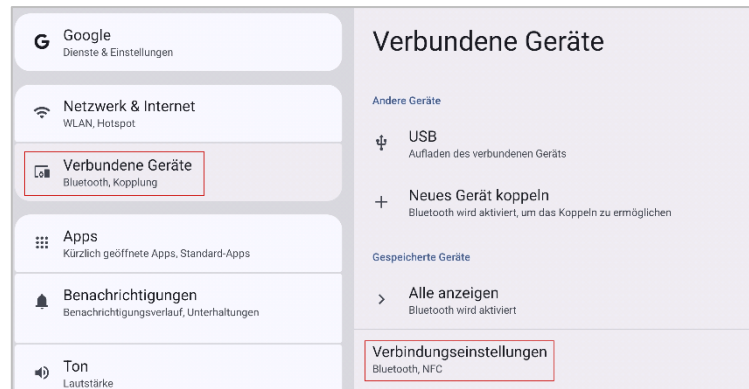 Google
Dienste & Einstellungen
Netzwerk & Internet
WLAN, Hotspot
Verbundene Geräte
Bluetooth, Kopplung
Apps
Kürzlich geöffnete Apps, Standard-Apps
Benachrichtigungen
Benachrichtigungsverlauf, Unterhaltungen
Ton
Lautstärke
Verbundene Geräte
Andere Geräte
USB
Aufladen des verbundenen Geräts
Neues Gerät koppeln
Bluetooth wird aktiviert, um das Koppeln zu ermöglichen
Gespeicherte Geräte
Alle anzeigen
Bluetooth wird aktiviert
Verbindungseinstellungen
Bluetooth, NFC